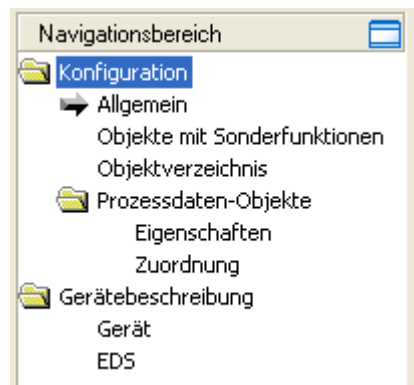 Navigationsbereich
Konfiguration
Allgemein
Objekte mit Sonderfunktionen
Objektverzeichnis
Prozessdaten-Objekte
Eigenschaften
Zuordnung
Gerätebeschreibung
Gerät
EDS